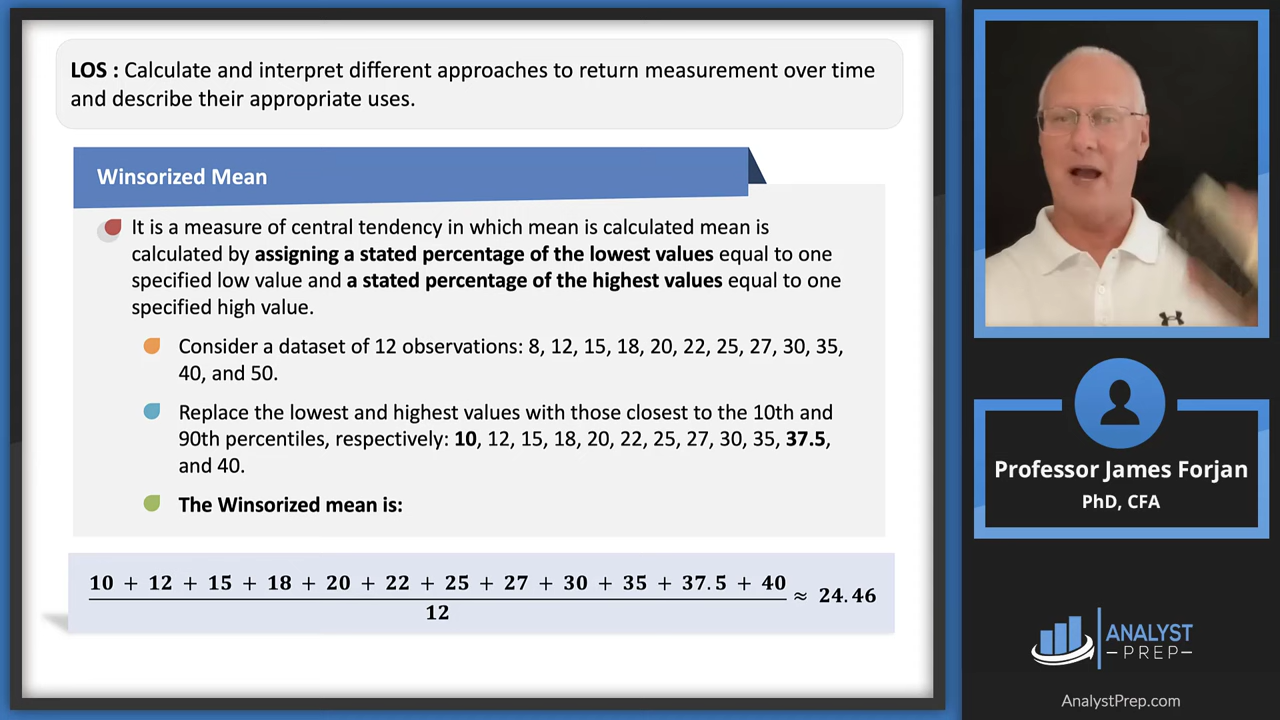 LOS : Calculate and interpret different approaches to return measurement over time
and describe their appropriate uses.
Winsorized Mean
It is a measure of central tendency in which mean is calculated mean is
calculated by assigning a stated percentage of the lowest values equal to one
specified low value and a stated percentage of the highest values equal to one
specified high value.
Consider a dataset of 12 observations: 8, 12, 15, 18, 20, 22, 25, 27, 30, 35,
40, and 50.
Replace the lowest and highest values with those closest to the 10th and
90th percentiles, respectively: 10, 12, 15, 18, 20, 22, 25, 27, 30, 35, 37.5,
and 40.
The Winsorized mean is:
10 + 12 + 15 + 18 + 20 + 22 + 25 + 27 + 30 + 35 + 37.5 + 40
12
≈ 24.46
Professor James Forjan
PhD, CFA
ANALYST
PREP
AnalystPrep.com